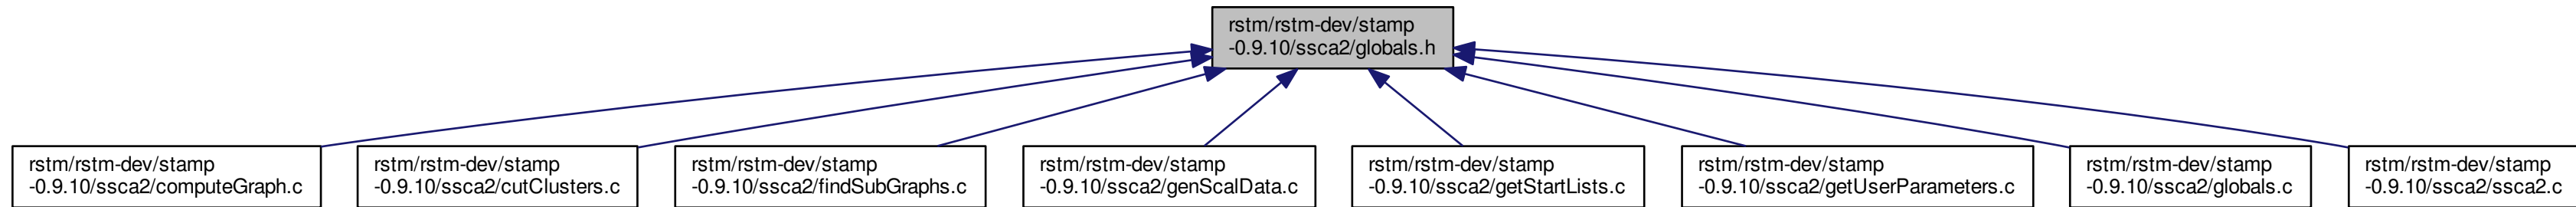 rstm/rstm-dev/stamp
-0.9.10/ssca2/globals.h
rstm/rstm-dev/stamp
-0.9.10/ssca2/computeGraph.c
rstm/rstm-dev/stamp
-0.9.10/ssca2/cutClusters.c
rstm/rstm-dev/stamp
-0.9.10/ssca2/findSubGraphs.c
rstm/rstm-dev/stamp
-0.9.10/ssca2/genScalData.c
rstm/rstm-dev/stamp
-0.9.10/ssca2/getStartLists.c
rstm/rstm-dev/stamp
-0.9.10/ssca2/getUserParameters.c
rstm/rstm-dev/stamp
-0.9.10/ssca2/globals.c
rstm/rstm-dev/stamp
-0.9.10/ssca2/ssca2.c